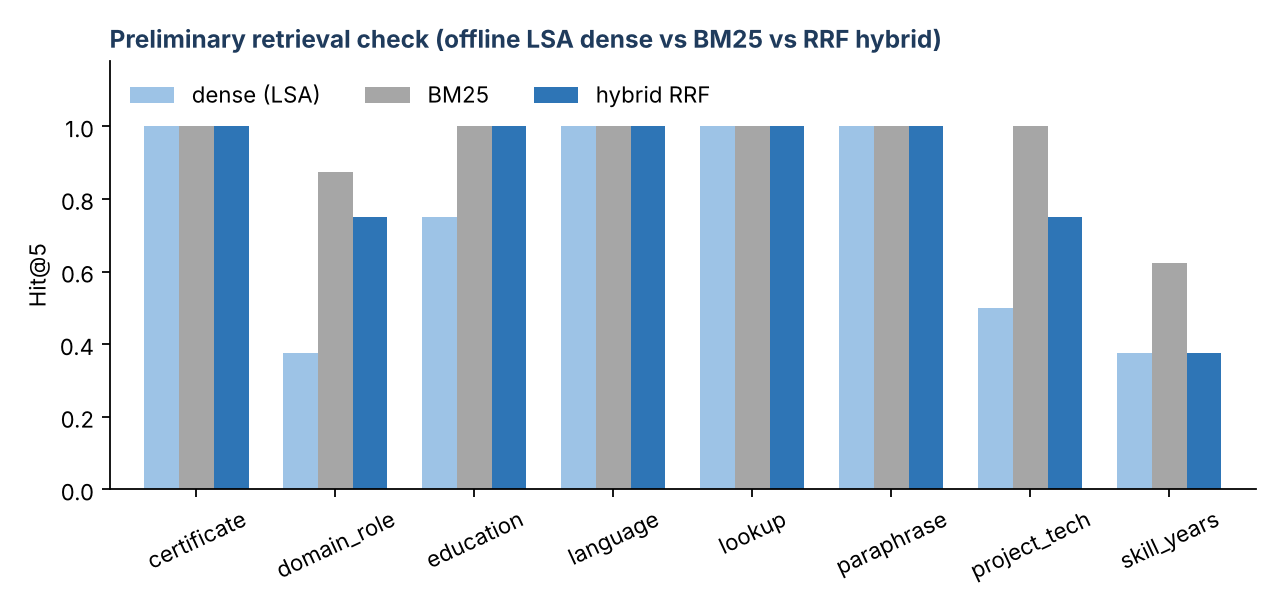 Preliminary retrieval check (offline LSA dense vs BM25 vs RRF hybrid)
dense (LSA) BM25 hybrid RRF
1.0
0.8
0.6
0.4
0.2
0.0
Hit@5
certificate domain_role education language lookup paraphrase project_tech skill_years